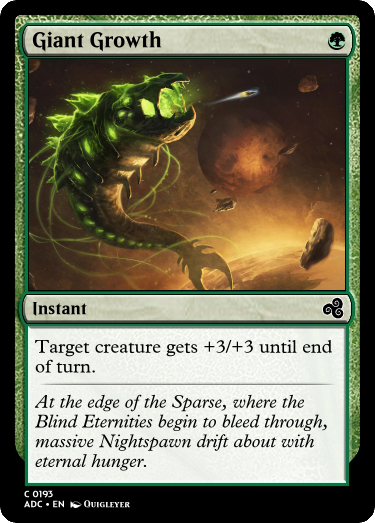 Giant Growth
Instant
Target creature gets +3/+3 until end
of turn.
At the edge of the Sparse, where the
Blind Eternities begin to bleed through,
massive Nightspawn drift about with
eternal hunger.
C 0193
ADC • EN QUIGLEYER